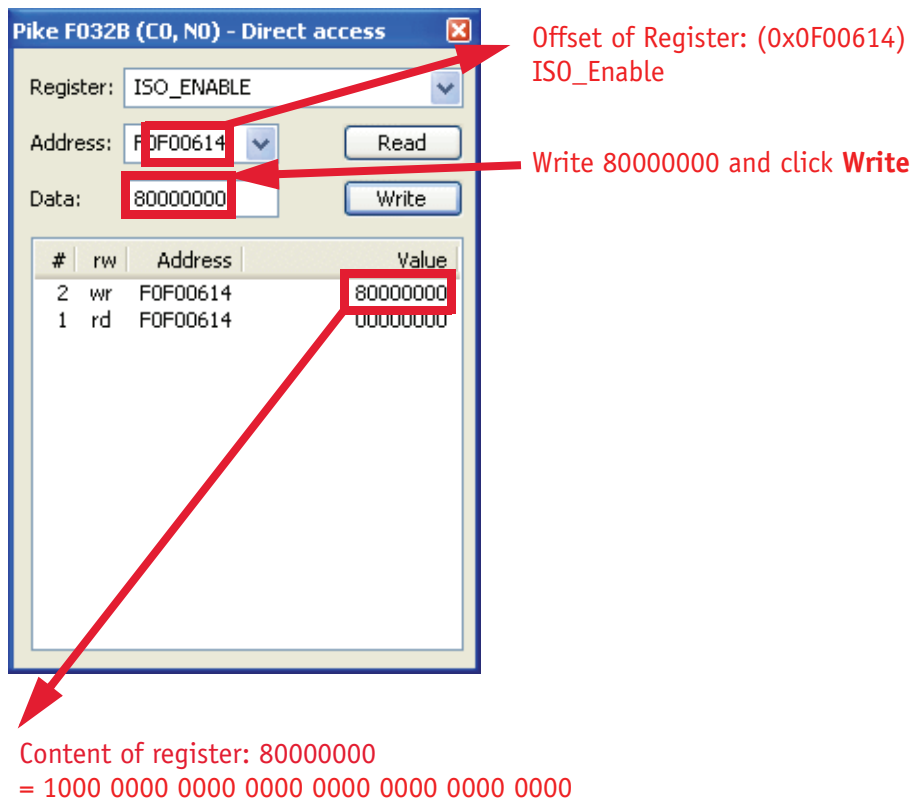 Pike F032B (C0, N0) - Direct access
Offset of Register: (0x0F00614)
ISO_Enable
Register: ISO_ENABLE
Address: F0F00614 Read
Write 80000000 and click Write
Data: 80000000 Write
# rw Address Value
2 wr F0F00614 80000000
1 rd F0F00614 00000000
Content of register: 80000000
= 1000 0000 0000 0000 0000 0000 0000 0000